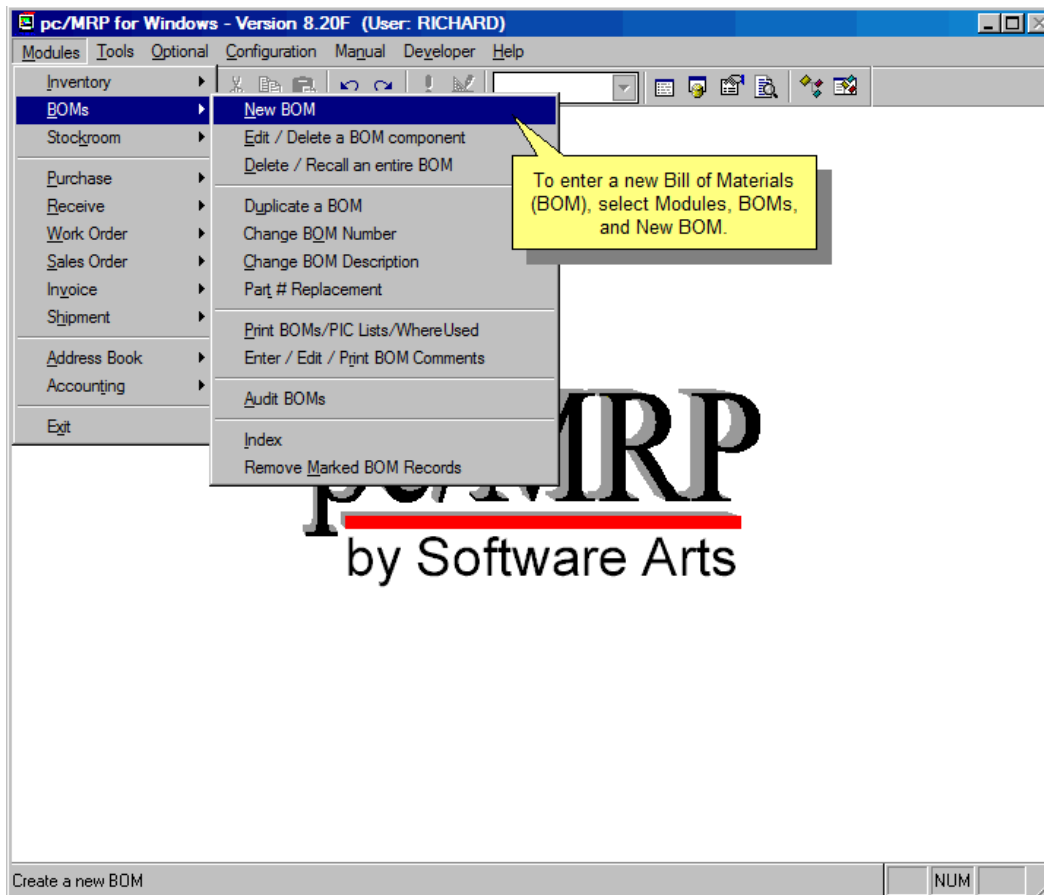 pc/MRP for Windows - Version 8.20F (User: RICHARD)
Modules Tools Optional Configuration Manual Developer Help
Inventory
BOMs
Stockroom
Purchase
Receive
Work Order
Sales Order
Invoice
Shipment
Address Book
Accounting
Exit
New BOM
Edit / Delete a BOM component
Delete / Recall an entire BOM
Duplicate a BOM
Change BOM Number
Change BOM Description
Part # Replacement
Print BOMs/PIC Lists/WhereUsed
Enter / Edit / Print BOM Comments
Audit BOMs
Index
Remove Marked BOM Records
To enter a new Bill of Materials
(BOM), select Modules, BOMs,
and New BOM.
pc/MRP
by Software Arts
Create a new BOM NUM